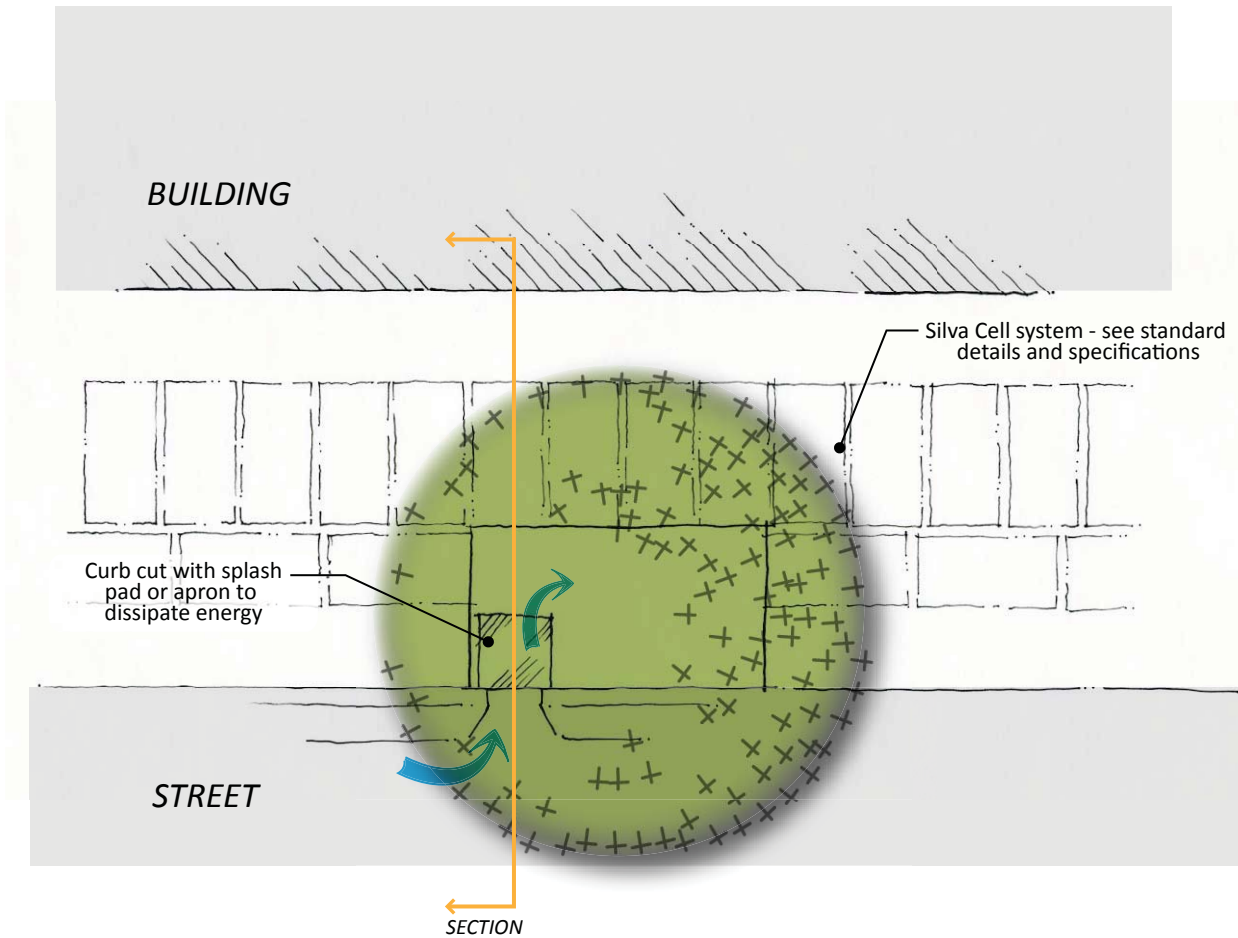 BUILDING
Silva Cell system - see standard
details and specifications
Curb cut with splash
pad or apron to
dissipate energy
STREET
SECTION